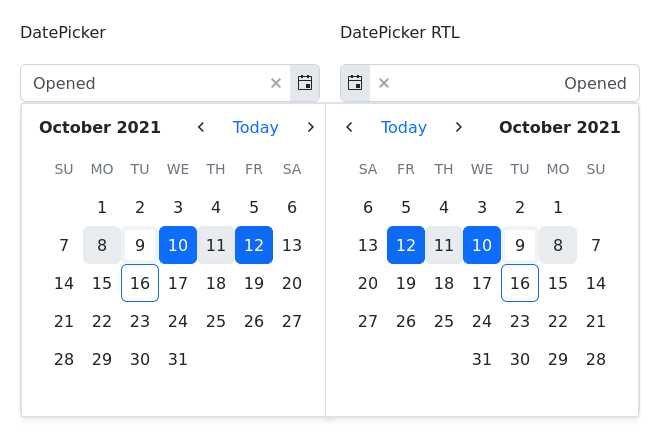 DatePicker
Opened
October 2021 Today
SU MO TU WE TH FR SA
1 2 3 4 5 6
7 8 9 10 11 12 13
14 15 16 17 18 19 20
21 22 23 24 25 26 27
28 29 30 31
DatePicker RTL
Opened
Today October 2021
SA FR TH WE TU MO SU
6 5 4 3 2 1
13 12 11 10 9 8 7
20 19 18 17 16 15 14
27 26 25 24 23 22 21
31 30 29 28